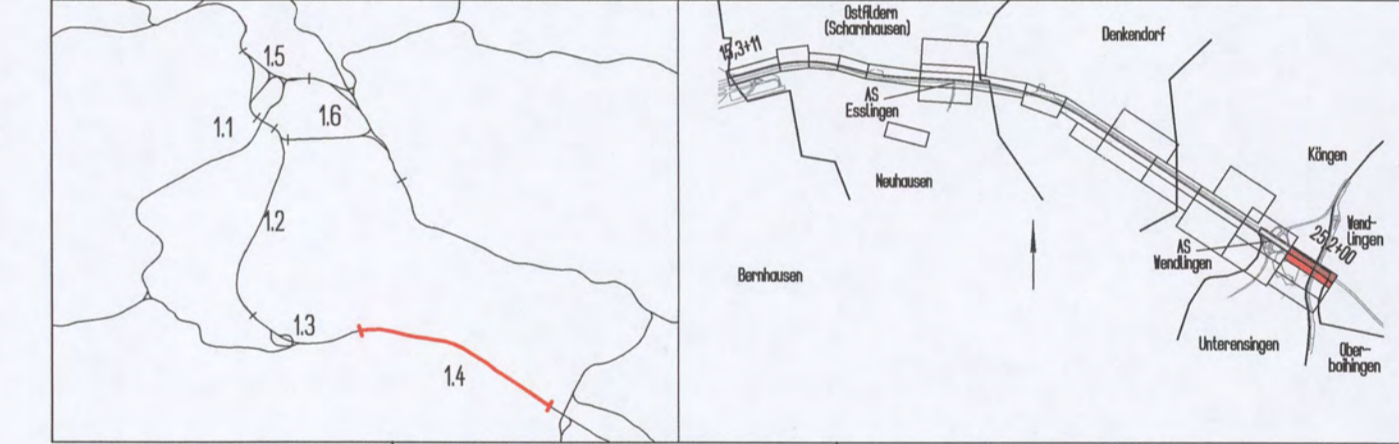 1.5
1.6
1.1
1.2
1.3
1.4
Ostfildern
(Scharnhausen)
Denkendorf
15,3+11
AS
Esslingen
Neuhausen
Köngen
Wend-
lingen
25,2+00
AS
Wendlingen
Bernhausen
Unterensingen
Ober-
boihingen